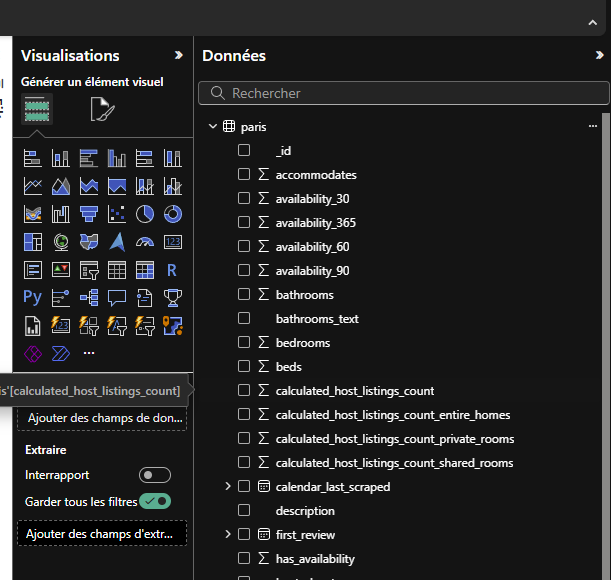 Visualisations
Générer un élément visuel
123
R
Py
123
is'[calculated_host_listings_count]
Ajouter des champs de don...
Extraire
Interrapport
Garder tous les filtres
Ajouter des champs d'extr...
Données
Rechercher
paris
_id
accommodates
availability_30
availability_365
availability_60
availability_90
bathrooms
bathrooms_text
bedrooms
beds
calculated_host_listings_count
calculated_host_listings_count_entire_homes
calculated_host_listings_count_private_rooms
calculated_host_listings_count_shared_rooms
calendar_last_scraped
description
first_review
has_availability